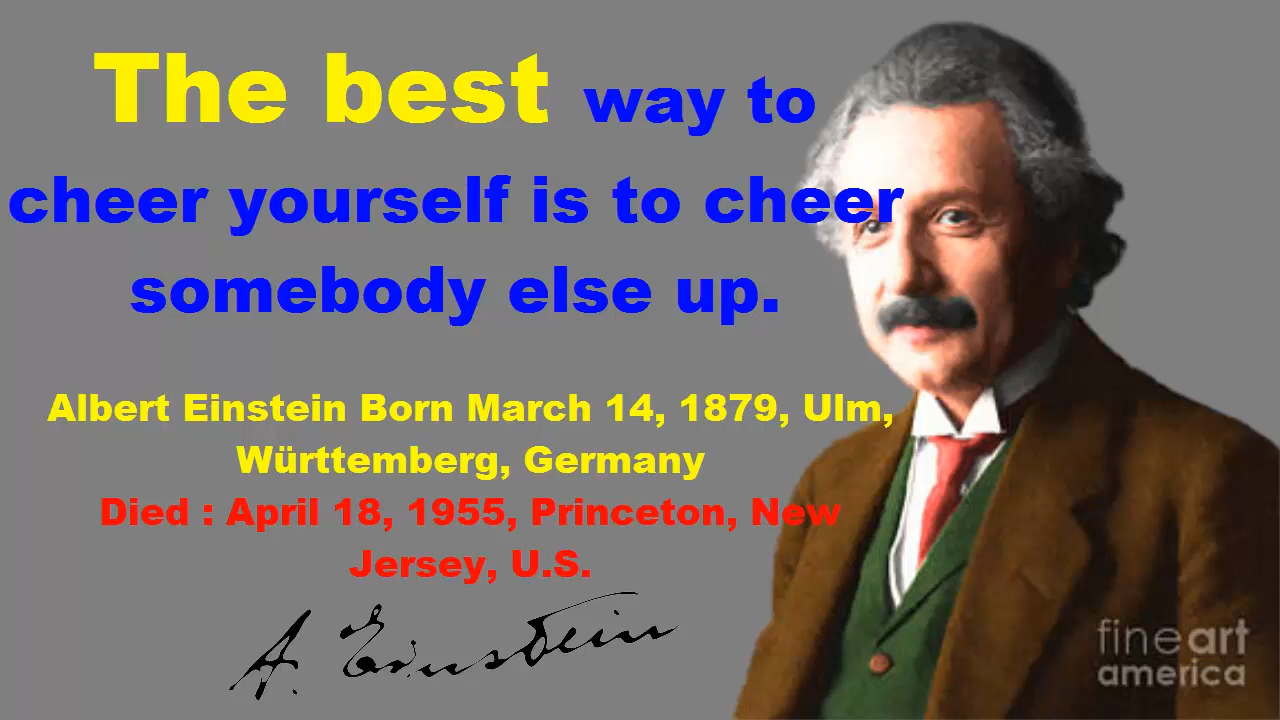 The best way to
cheer yourself is to cheer
somebody else up.
Albert Einstein Born March 14, 1879, Ulm,
Württemberg, Germany
Died : April 18, 1955, Princeton, New
Jersey, U.S.
A. Einstein
fineart
america